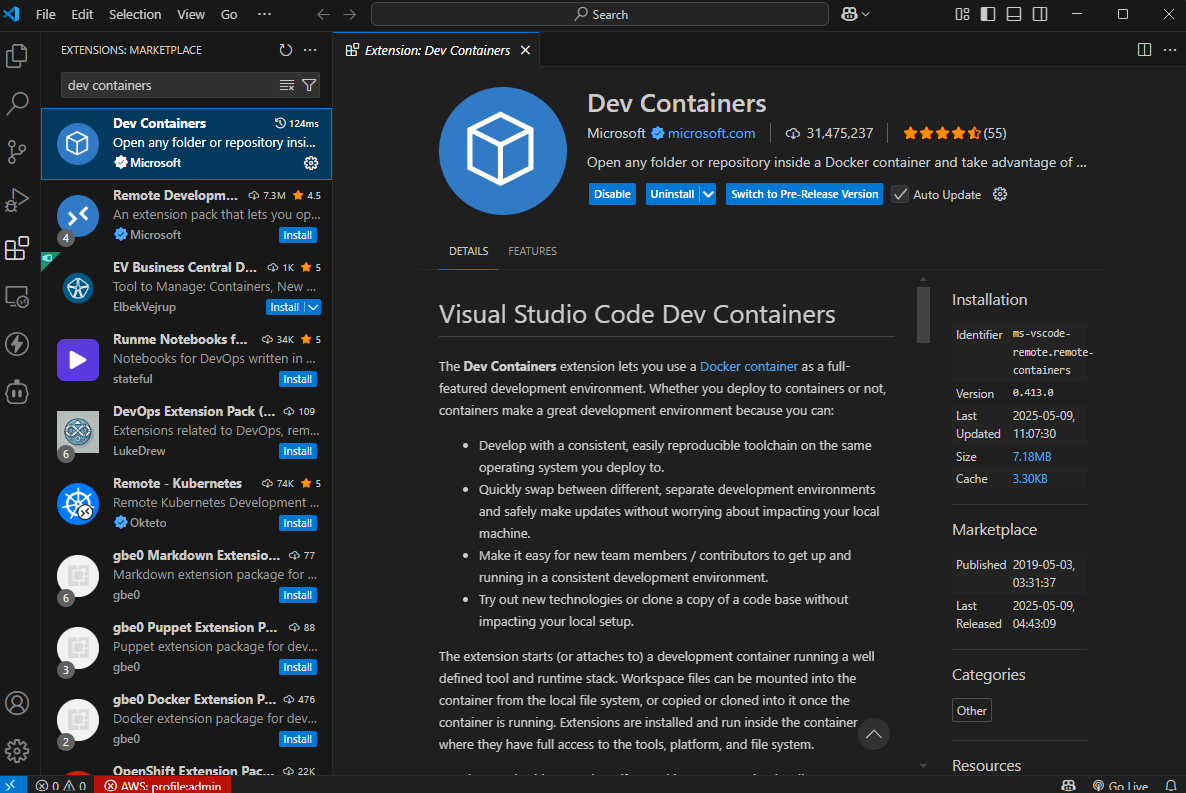 File Edit Selection View Go ··· Search
EXTENSIONS: MARKETPLACE
dev containers
Dev Containers 124ms
Open any folder or repository insi...
Microsoft
Remote Developm... 7.3M 4.5
An extension pack that lets you op...
4
Microsoft Install
EV Business Central D... 1K 5
Tool to Manage: Containers, New ...
ElbekVejrup Install
Runme Notebooks f... 34K 5
Notebooks for DevOps written in ...
stateful Install
DevOps Extension Pack (... 109
Extensions related to DevOps, rem...
6
LukeDrew Install
Remote - Kubernetes 74K 5
Remote Kubernetes Development ...
Okteto Install
gbe0 Markdown Extensio... 77
Markdown extension package for ...
6
gbe0 Install
gbe0 Puppet Extension P... 88
Puppet extension package for dev...
3
gbe0 Install
gbe0 Docker Extension P... 476
Docker extension package for dev...
2
gbe0 Install
OpenShift Extension Pac... 22K
Extension: Dev Containers
Dev Containers
Microsoft microsoft.com 31,475,237 (55)
Open any folder or repository inside a Docker container and take advantage of ...
Disable Uninstall Switch to Pre-Release Version Auto Update
DETAILS FEATURES
Visual Studio Code Dev Containers
The Dev Containers extension lets you use a Docker container as a full-
featured development environment. Whether you deploy to containers or not,
containers make a great development environment because you can:
• Develop with a consistent, easily reproducible toolchain on the same
operating system you deploy to.
• Quickly swap between different, separate development environments
and safely make updates without worrying about impacting your local
machine.
• Make it easy for new team members / contributors to get up and
running in a consistent development environment.
• Try out new technologies or clone a copy of a code base without
impacting your local setup.
The extension starts (or attaches to) a development container running a well
defined tool and runtime stack. Workspace files can be mounted into the
container from the local file system, or copied or cloned into it once the
container is running. Extensions are installed and run inside the container
where they have full access to the tools, platform, and file system.
Installation
Identifier ms-vscode-
remote.remote-
containers
Version 0.413.0
Last 2025-05-09,
Updated 11:07:30
Size 7.18MB
Cache 3.30KB
Marketplace
Published 2019-05-03,
03:31:37
Last 2025-05-09,
Released 04:43:09
Categories
Other
Resources
0 0 AWS: profile:admin Go Live